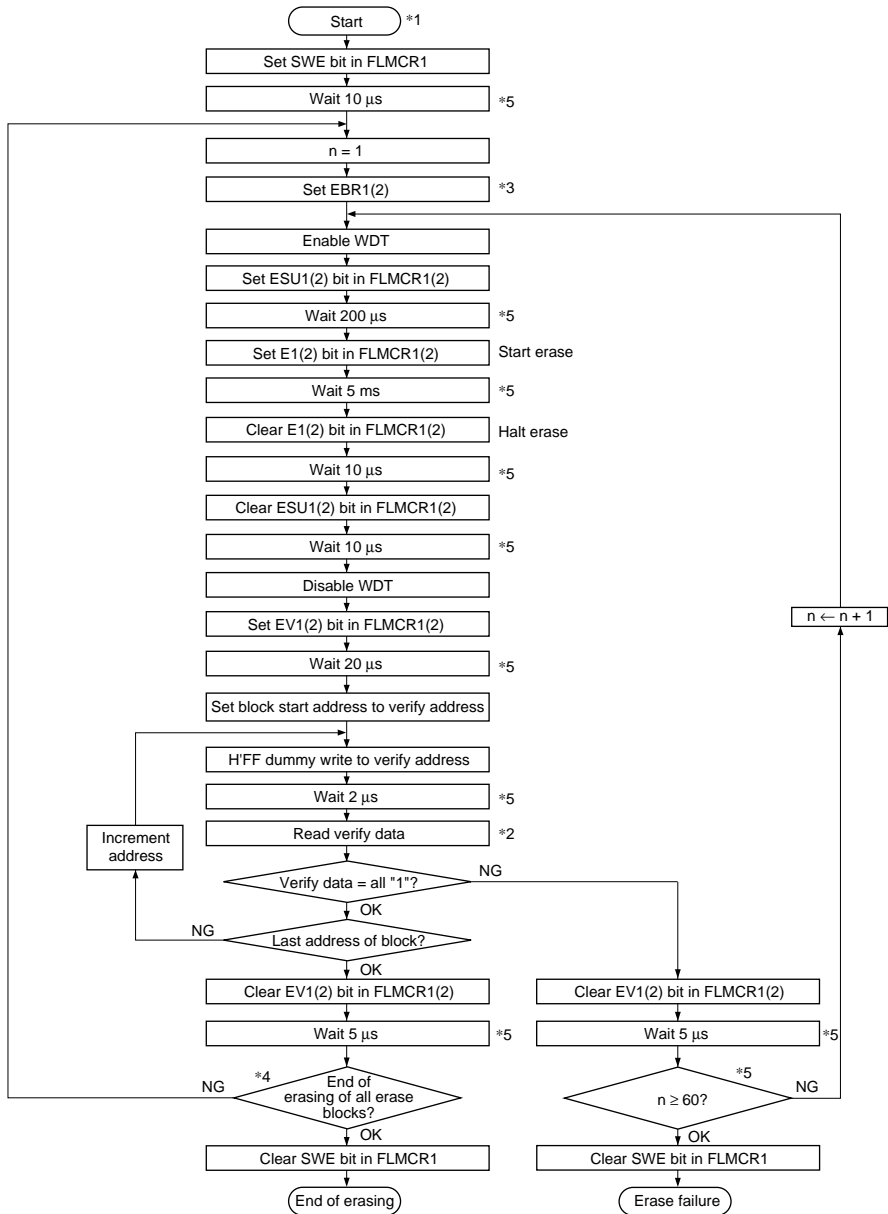 Start *1
Set SWE bit in FLMCR1
Wait 10 μs *5
n = 1
Set EBR1(2) *3
Enable WDT
Set ESU1(2) bit in FLMCR1(2)
Wait 200 μs *5
Set E1(2) bit in FLMCR1(2) Start erase
Wait 5 ms *5
Clear E1(2) bit in FLMCR1(2) Halt erase
Wait 10 μs *5
Clear ESU1(2) bit in FLMCR1(2)
Wait 10 μs *5
Disable WDT
Set EV1(2) bit in FLMCR1(2)
n ← n + 1
Wait 20 μs *5
Set block start address to verify address
H'FF dummy write to verify address
Wait 2 μs *5
Increment
address
Read verify data *2
Verify data = all "1"?
NG
OK
NG
Last address of block?
OK
Clear EV1(2) bit in FLMCR1(2)
Wait 5 μs *5
NG
*4
End of
erasing of all erase
blocks?
OK
Clear SWE bit in FLMCR1
End of erasing
Clear EV1(2) bit in FLMCR1(2)
Wait 5 μs *5
*5
n ≥ 60?
NG
OK
Clear SWE bit in FLMCR1
Erase failure